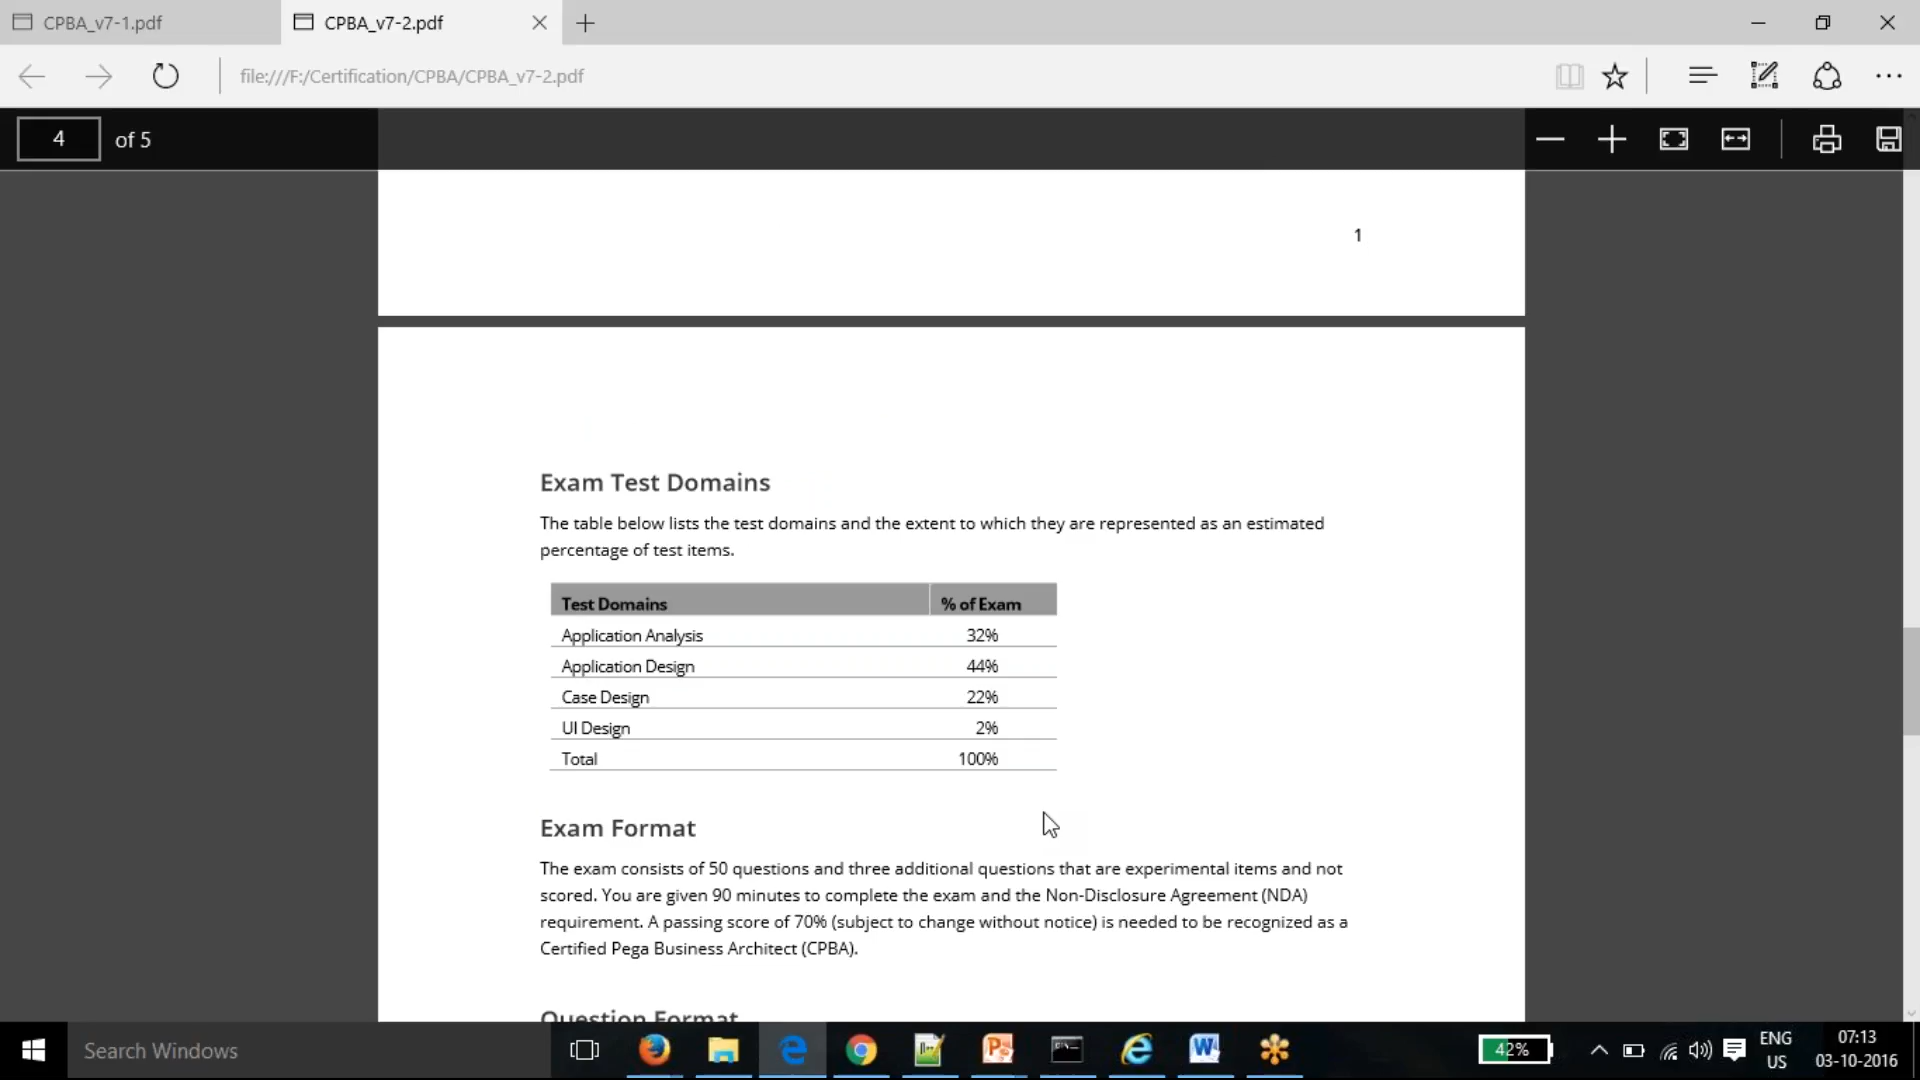 CPBA_v7-1.pdf
CPBA_v7-2.pdf
file:///F:/Certification/CPBA/CPBA_v7-2.pdf
4 of 5
1
Exam Test Domains
The table below lists the test domains and the extent to which they are represented as an estimated
percentage of test items.
Test Domains % of Exam
Application Analysis 32%
Application Design 44%
Case Design 22%
UI Design 2%
Total 100%
Exam Format
The exam consists of 50 questions and three additional questions that are experimental items and not
scored. You are given 90 minutes to complete the exam and the Non-Disclosure Agreement (NDA)
requirement. A passing score of 70% (subject to change without notice) is needed to be recognized as a
Certified Pega Business Architect (CPBA).
Question Format
Search Windows
42%
ENG
US
07:13
03-10-2016